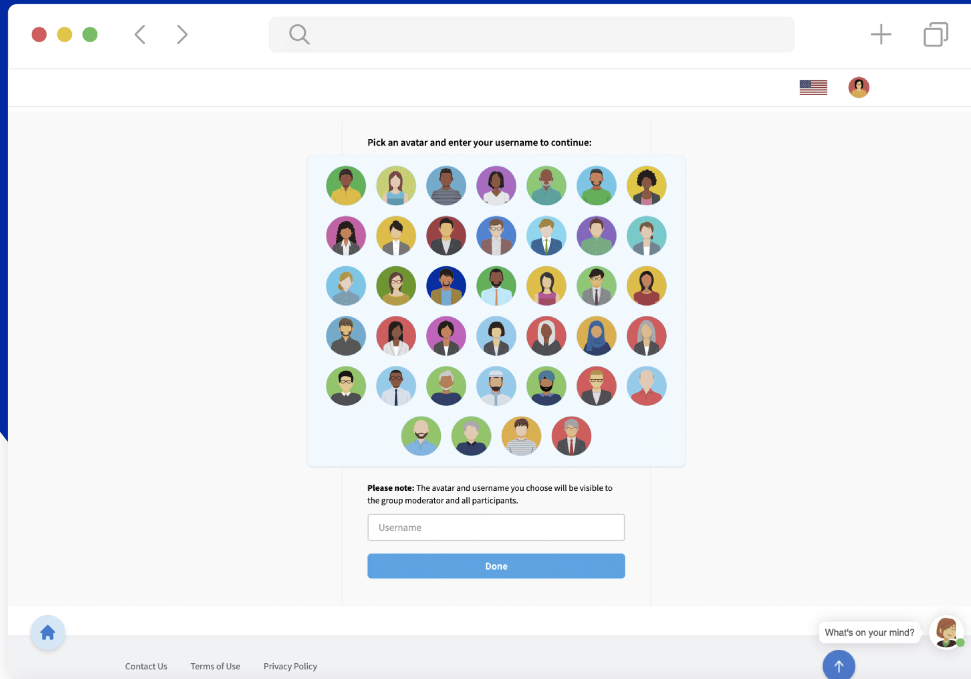 Pick an avatar and enter your username to continue:
Please note: The avatar and username you choose will be visible to
the group moderator and all participants.
Username
Done
What's on your mind?
Contact Us
Terms of Use
Privacy Policy